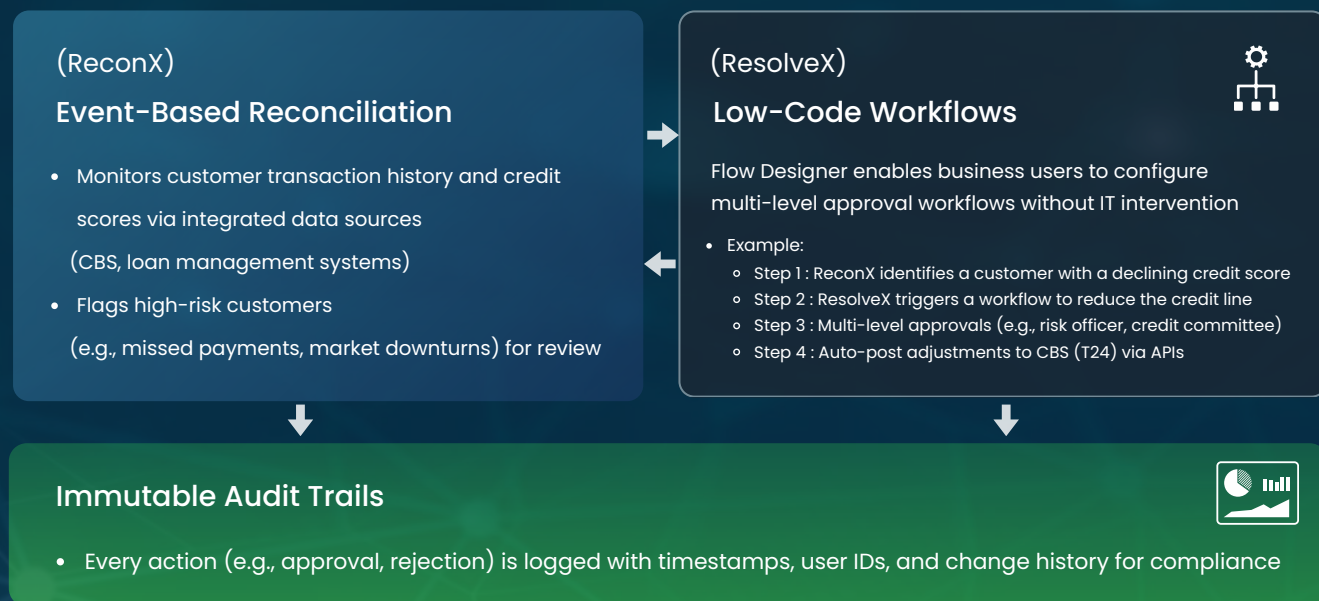 (ReconX)
Event-Based Reconciliation
• Monitors customer transaction history and credit
scores via integrated data sources
(CBS, loan management systems)
• Flags high-risk customers
(e.g., missed payments, market downturns) for review
(ResolveX)
Low-Code Workflows
Flow Designer enables business users to configure
multi-level approval workflows without IT intervention
• Example:
◦ Step 1 : ReconX identifies a customer with a declining credit score
◦ Step 2 : ResolveX triggers a workflow to reduce the credit line
◦ Step 3 : Multi-level approvals (e.g., risk officer, credit committee)
◦ Step 4 : Auto-post adjustments to CBS (T24) via APIs
Immutable Audit Trails
• Every action (e.g., approval, rejection) is logged with timestamps, user IDs, and change history for compliance